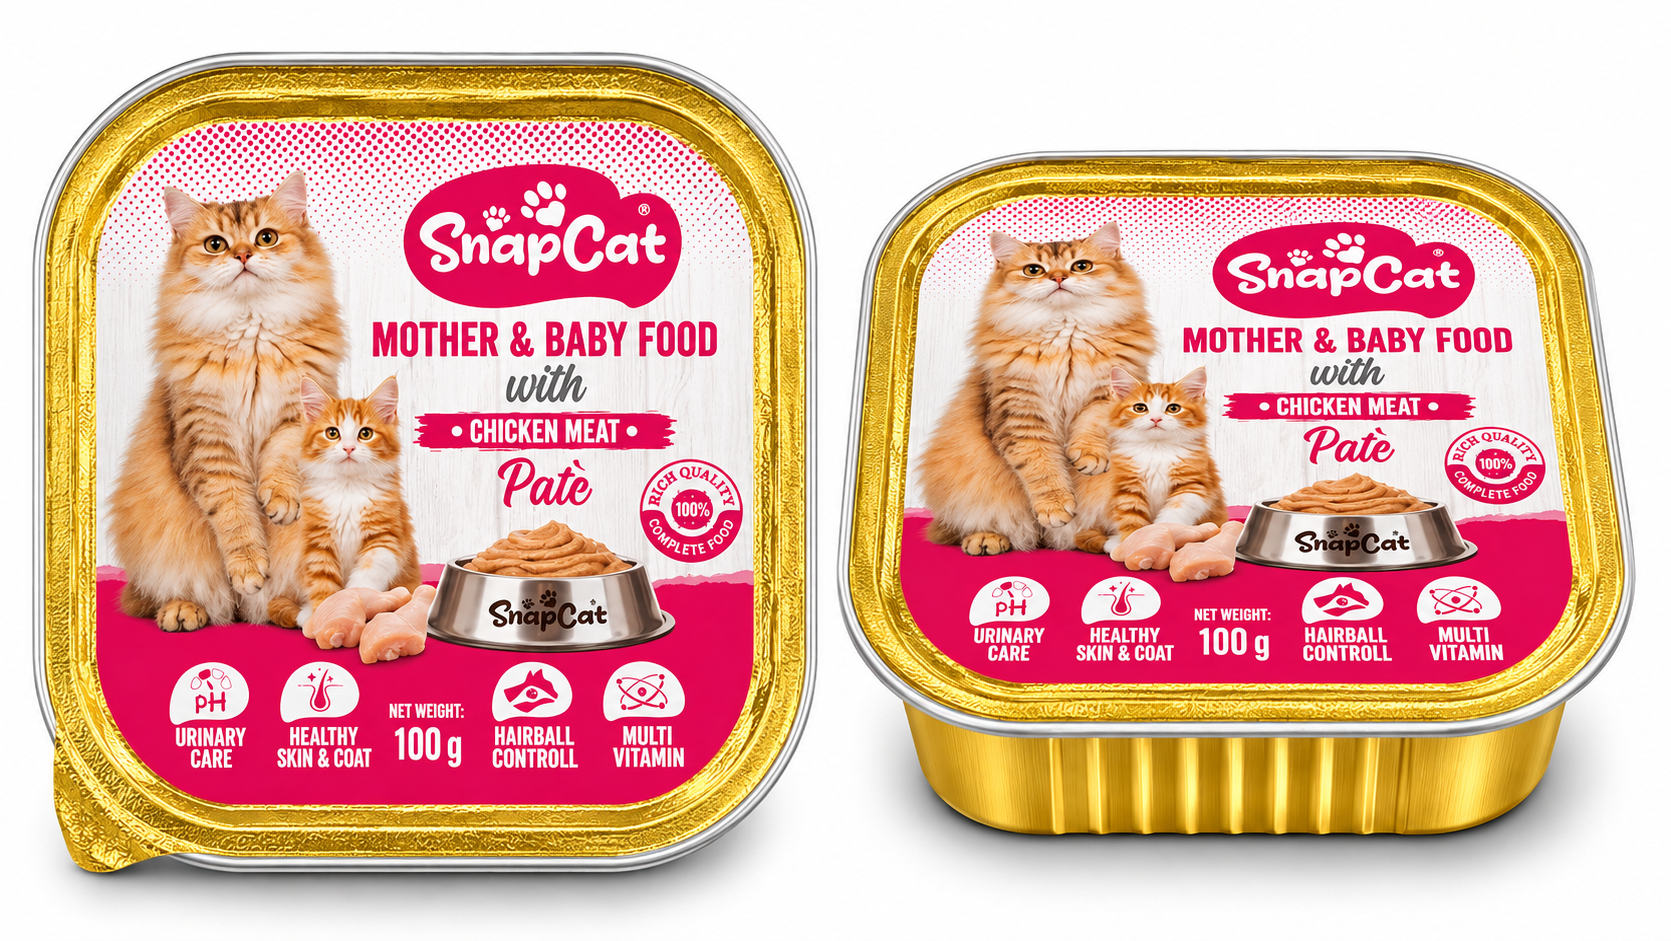 SnapCat®
MOTHER & BABY FOOD
with
• CHICKEN MEAT •
Patè
RICH QUALITY
100%
COMPLETE FOOD
SnapCat
pH
URINARY
CARE
HEALTHY
SKIN & COAT
NET WEIGHT:
100 g
HAIRBALL
CONTROLL
MULTI
VITAMIN
SnapCat®
MOTHER & BABY FOOD
with
• CHICKEN MEAT •
Patè
RICH QUALITY
100%
COMPLETE FOOD
SnapCat
pH
URINARY
CARE
HEALTHY
SKIN & COAT
NET WEIGHT:
100 g
HAIRBALL
CONTROLL
MULTI
VITAMIN